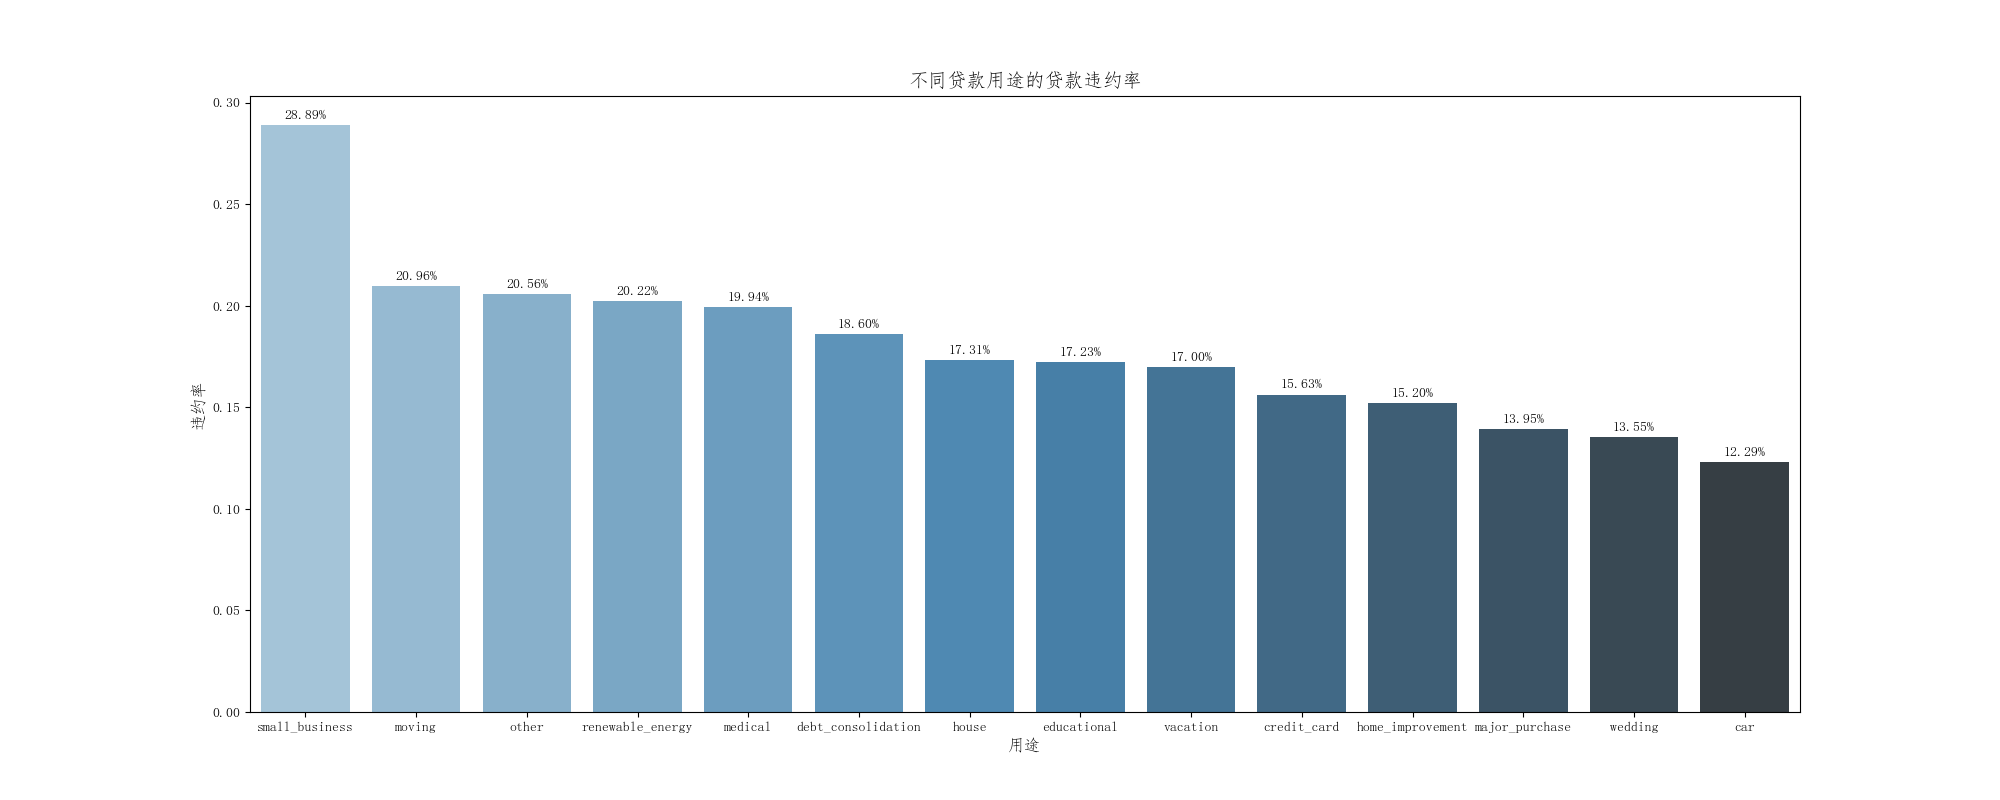 不同贷款用途的贷款违约率
0.30
0.25
0.20
0.15
0.10
0.05
0.00
违约率
28.89%
20.96%
20.56%
20.22%
19.94%
18.60%
17.31%
17.23%
17.00%
15.63%
15.20%
13.95%
13.55%
12.29%
small_business
moving
other
renewable_energy
medical
debt_consolidation
house
educational
vacation
credit_card
home_improvement
major_purchase
wedding
car
用途